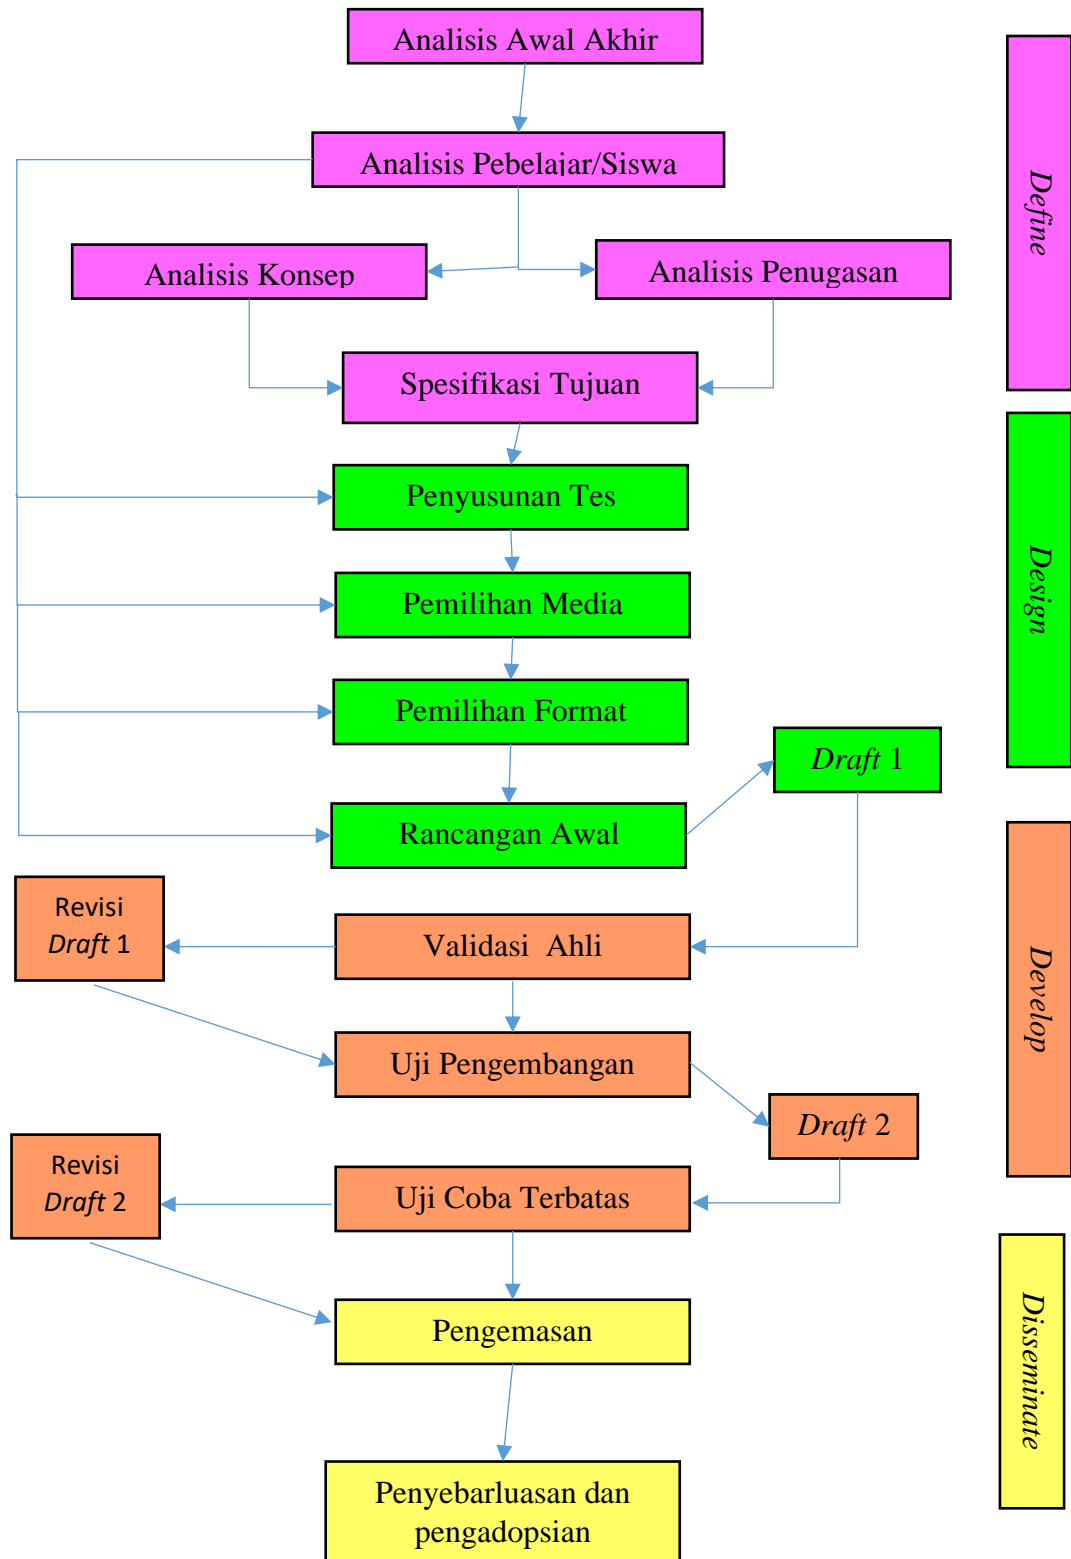 Analisis Awal Akhir
Define
Analisis Pebelajar/Siswa
Analisis Konsep
Analisis Penugasan
Spesifikasi Tujuan
Design
Penyusunan Tes
Pemilihan Media
Pemilihan Format
Draft 1
Rancangan Awal
Develop
Revisi
Draft 1
Validasi Ahli
Uji Pengembangan
Draft 2
Revisi
Draft 2
Uji Coba Terbatas
Disseminate
Pengemasan
Penyebarluasan dan
pengadopsian